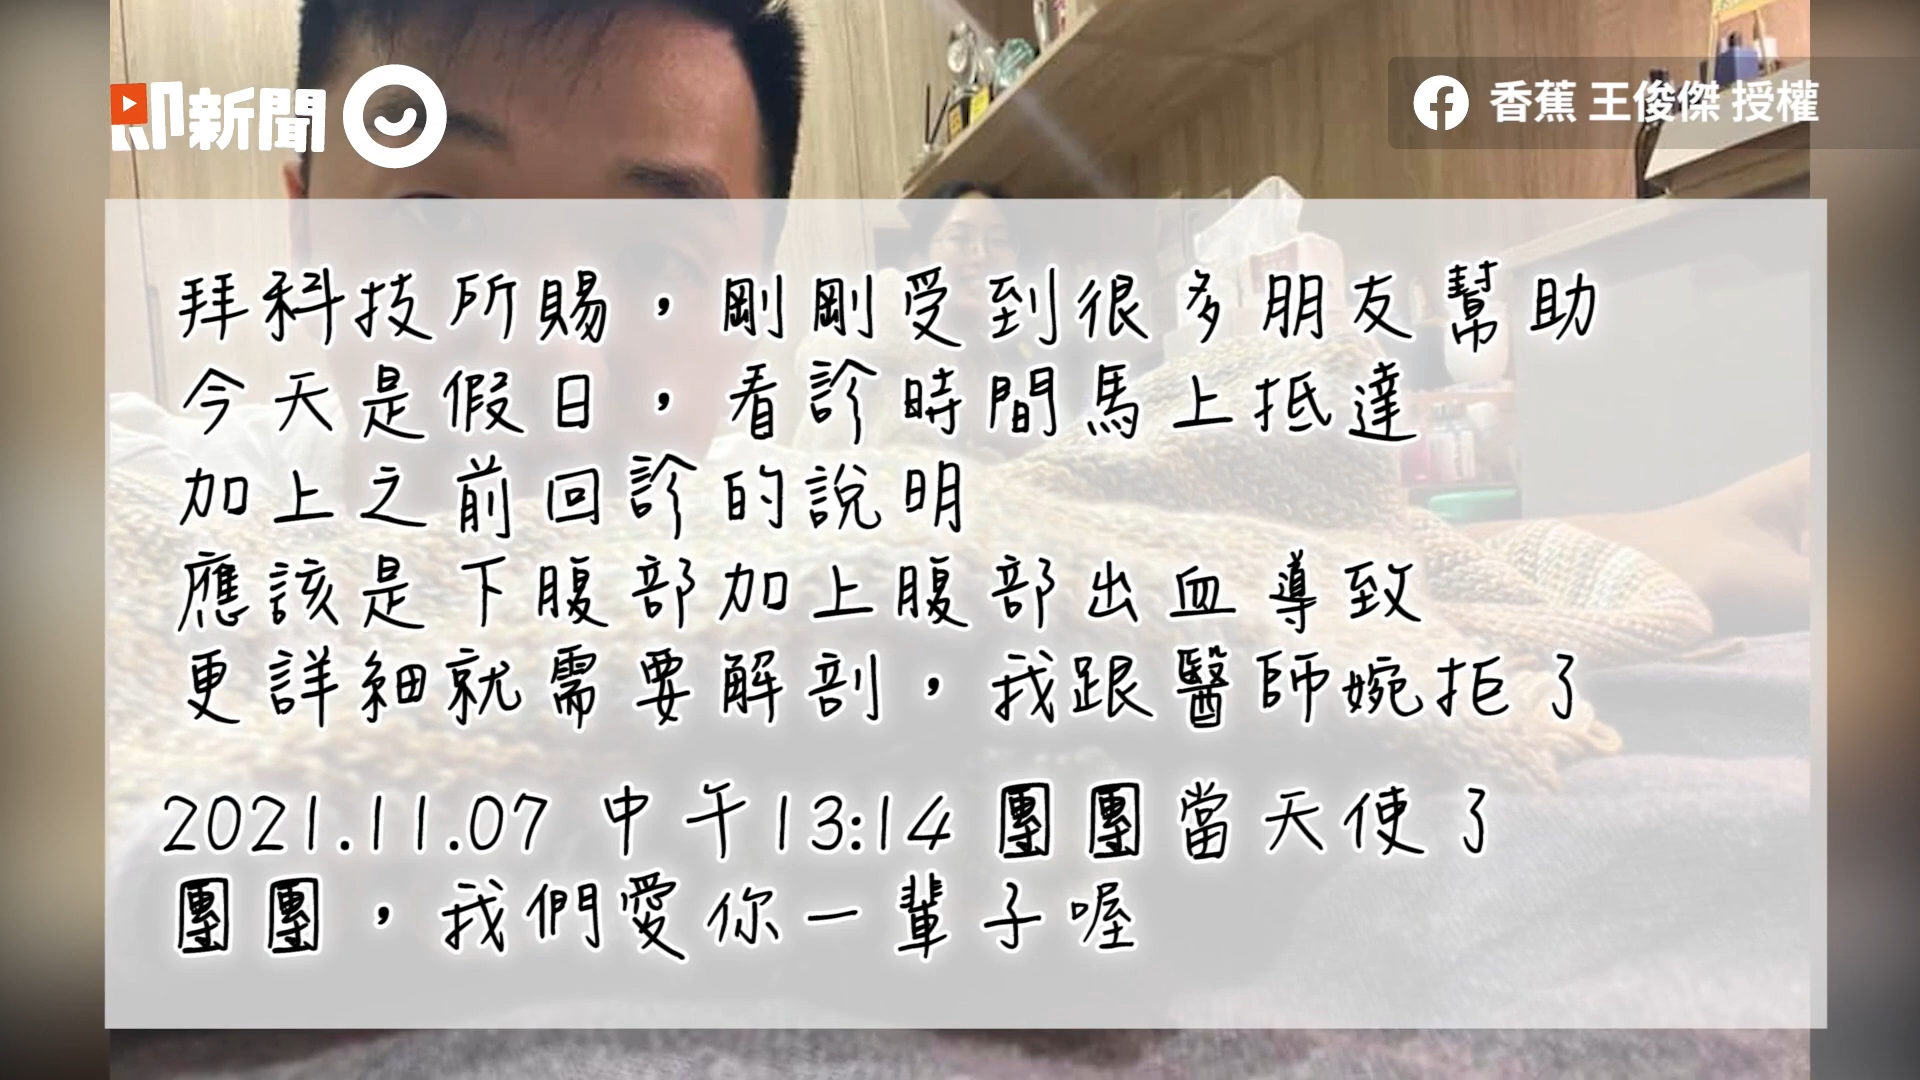 即新聞
香蕉 王俊傑 授權
拜科技所賜，剛剛受到很多朋友幫助
今天是假日，看診時間馬上抵達
加上之前回診的說明
應該是下腹部加上腹部出血導致
更詳細就需要解剖，我跟醫師婉拒了
2021.11.07 中午13:14 團團當天使了
團團，我們愛你一輩子喔